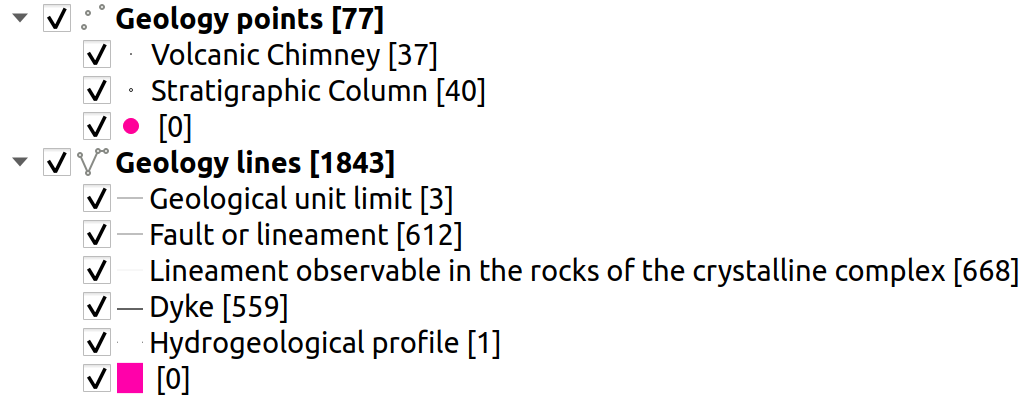 Geology points [77]
Volcanic Chimney [37]
Stratigraphic Column [40]
[0]
Geology lines [1843]
Geological unit limit [3]
Fault or lineament [612]
Lineament observable in the rocks of the crystalline complex [668]
Dyke [559]
Hydrogeological profile [1]
[0]